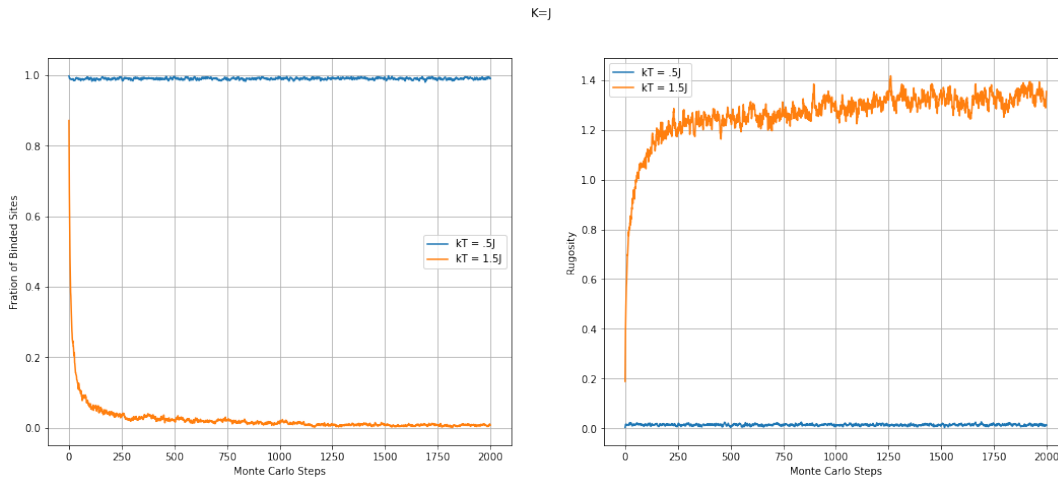 K=J
Fration of Binded Sites
1.0
0.8
0.6
0.4
0.2
0.0
kT = .5J
kT = 1.5J
0 250 500 750 1000 1250 1500 1750 2000
Monte Carlo Steps
Rugosity
1.4
1.2
1.0
0.8
0.6
0.4
0.2
0.0
kT = .5J
kT = 1.5J
0 250 500 750 1000 1250 1500 1750 2000
Monte Carlo Steps